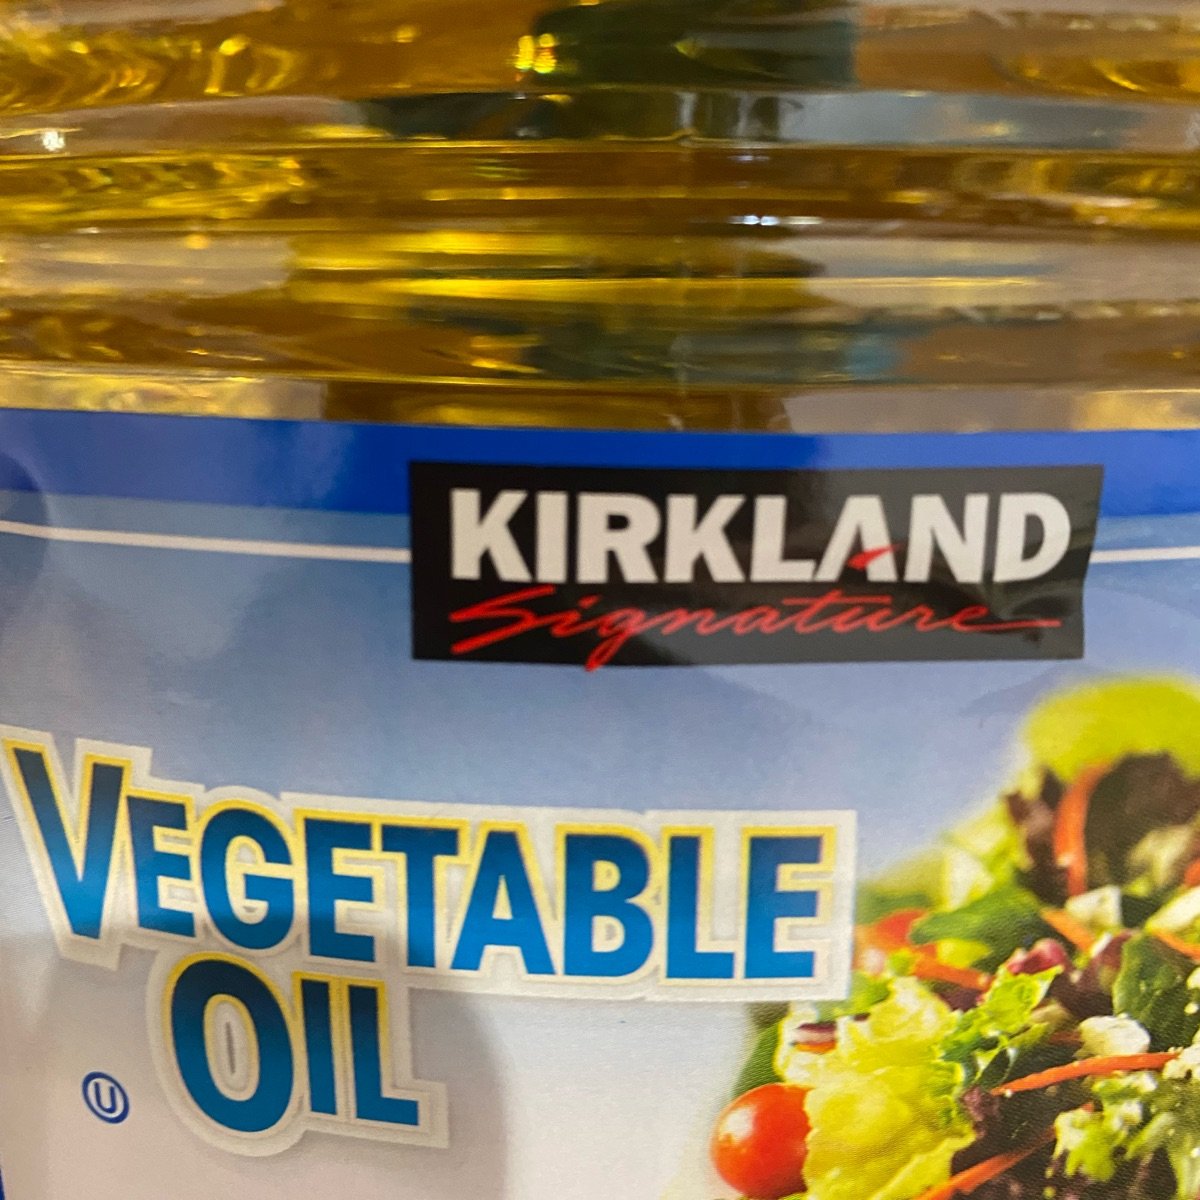 KIRKLAND
Signature
VEGETABLE
OIL
U